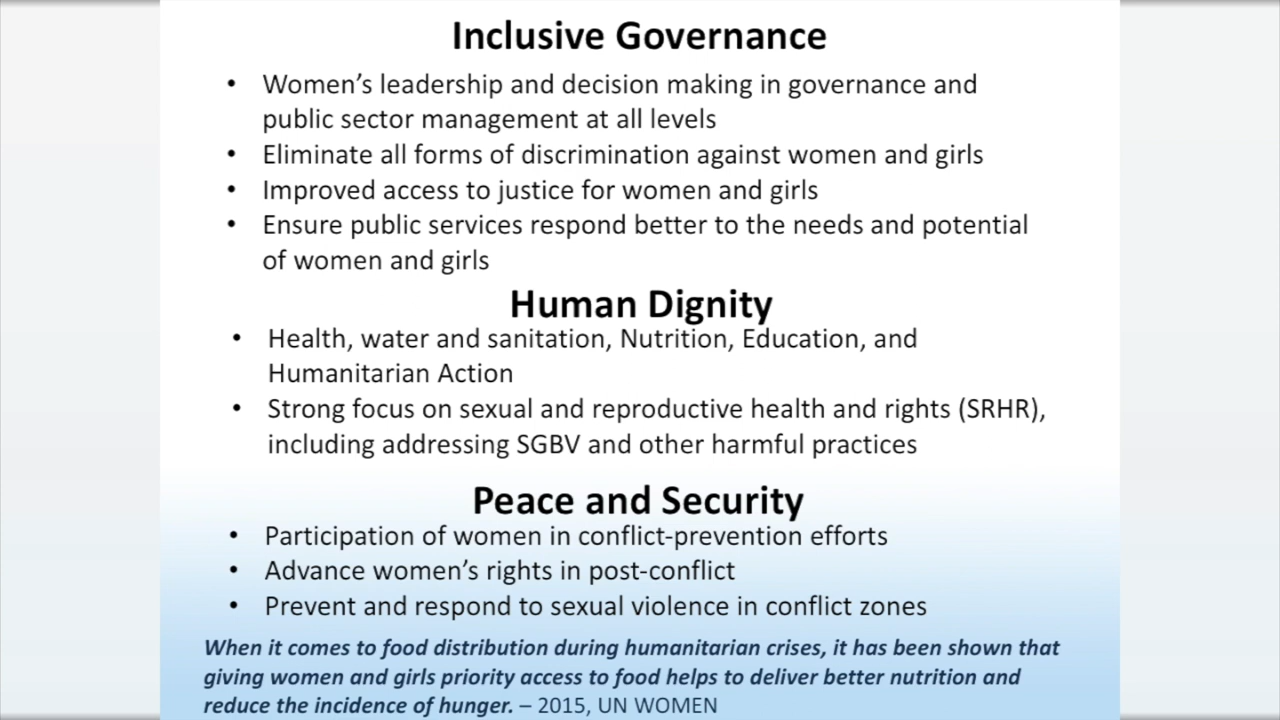 Inclusive Governance
• Women’s leadership and decision making in governance and
public sector management at all levels
• Eliminate all forms of discrimination against women and girls
• Improved access to justice for women and girls
• Ensure public services respond better to the needs and potential
of women and girls
Human Dignity
• Health, water and sanitation, Nutrition, Education, and
Humanitarian Action
• Strong focus on sexual and reproductive health and rights (SRHR),
including addressing SGBV and other harmful practices
Peace and Security
• Participation of women in conflict-prevention efforts
• Advance women’s rights in post-conflict
• Prevent and respond to sexual violence in conflict zones
When it comes to food distribution during humanitarian crises, it has been shown that
giving women and girls priority access to food helps to deliver better nutrition and
reduce the incidence of hunger. – 2015, UN WOMEN